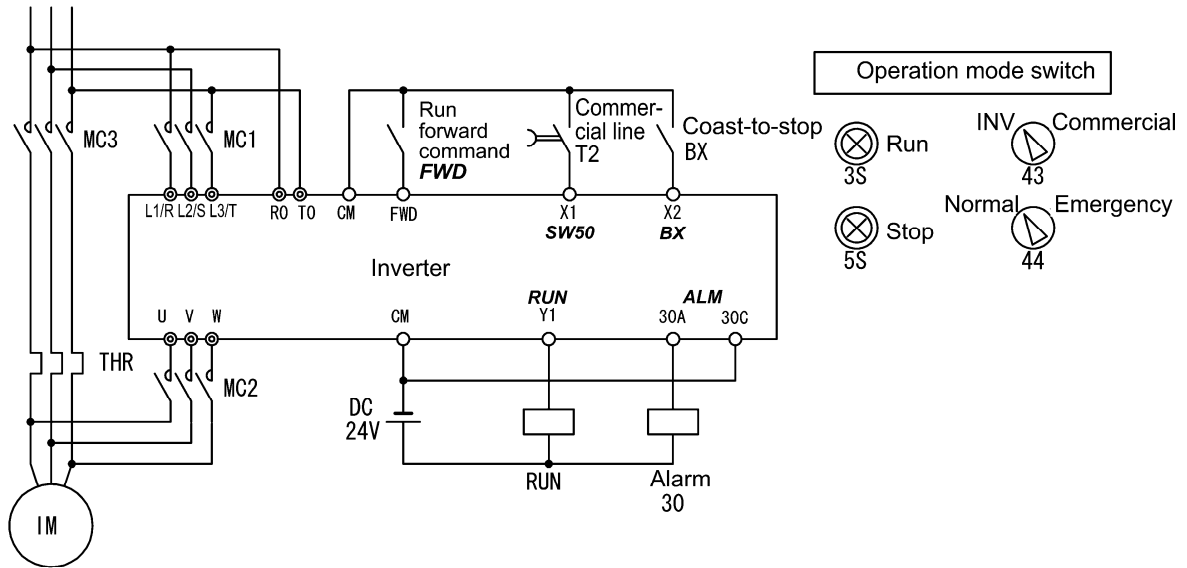 Operation mode switch
MC3
MC1
Run
forward
command
FWD
Commer-
cial line
T2
Coast-to-stop
BX
Run
3S
INV
Commercial
43
Stop
5S
Normal
Emergency
44
L1/R L2/S L3/T
R0
T0
CM
FWD
X1
SW50
X2
BX
Inverter
U
V
W
CM
RUN
Y1
ALM
30A
30C
THR
MC2
DC
24V
RUN
Alarm
30
IM